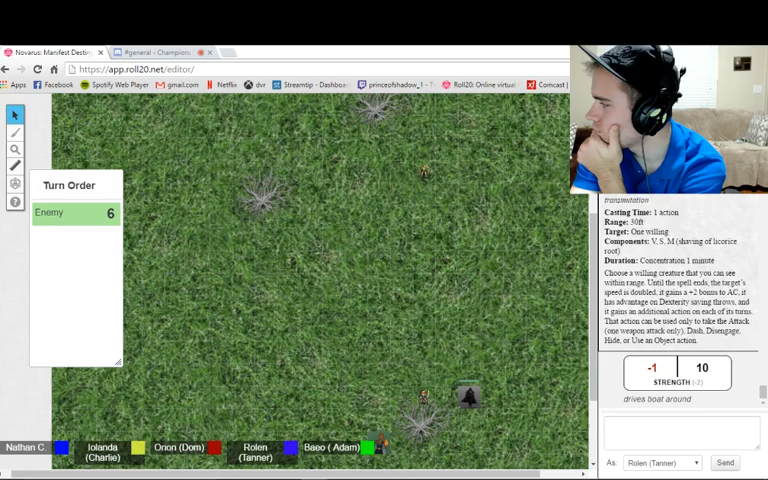 Novarus: Manifest Destin
#general - Champions
https://app.roll20.net/editor/
Apps
Facebook
Spotify Web Player
gmail.com
Netflix
dvr
Streamtip - Dashboa
princeofshadow_1 - T
Roll20: Online virtual
Comcast
Turn Order
Enemy 6
transmutation
Casting Time: 1 action
Range: 30ft
Target: One willing
Components: V, S, M (shaving of licorice
root)
Duration: Concentration 1 minute
Choose a willing creature that you can see
within range. Until the spell ends, the target's
speed is doubled, it gains a +2 bonus to AC, it
has advantage on Dexterity saving throws, and
it gains an additional action on each of its turns.
That action can be used only to take the Attack
(one weapon attack only), Dash, Disengage,
Hide, or Use an Object action.
-1 10
STRENGTH (-2)
drives boat around
Nathan C.
Iolanda
(Charlie)
Orion (Dom)
Rolen
(Tanner)
Baeo ( Adam)
As: Rolen (Tanner)
Send